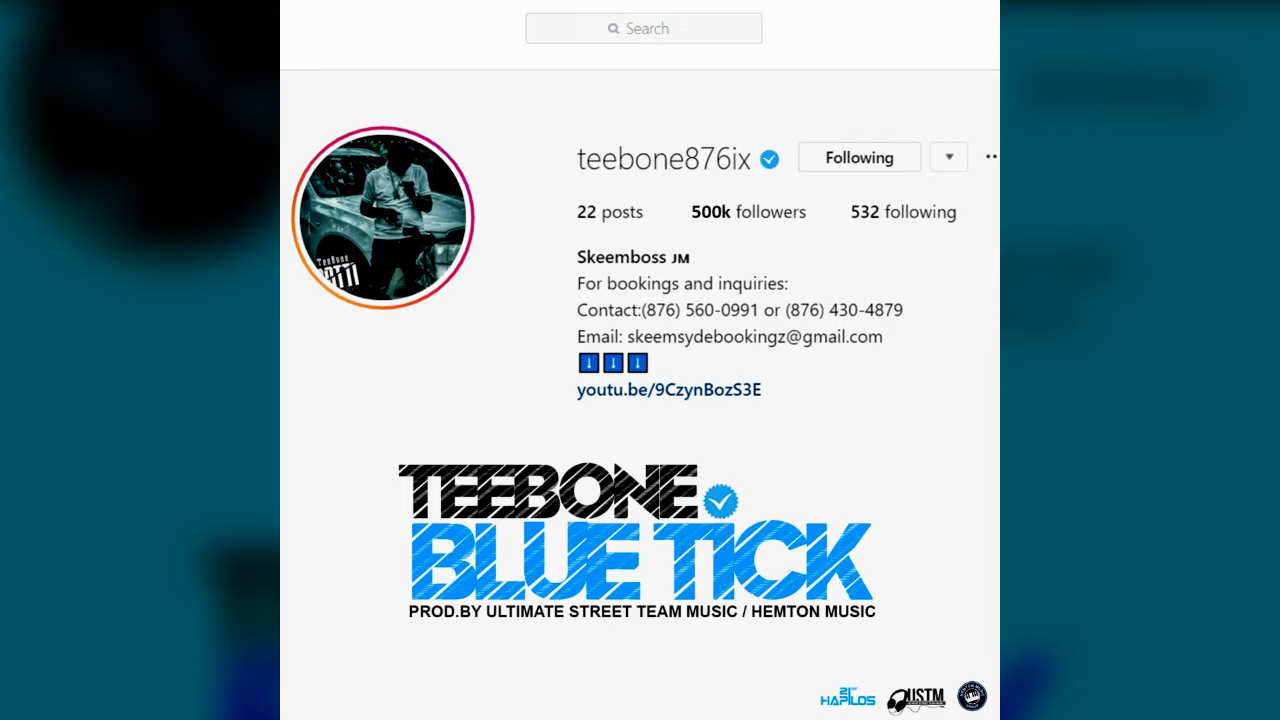 Search
teebone876ix
Following
22 posts 500k followers 532 following
Skeemboss JM
For bookings and inquiries:
Contact:(876) 560-0991 or (876) 430-4879
Email: skeemsydebookingz@gmail.com
youtu.be/9CzynBozS3E
TeeBone
TEEBONE
BLUE TICK
PROD.BY ULTIMATE STREET TEAM MUSIC / HEMTON MUSIC
21ST HAPILOS
USTM